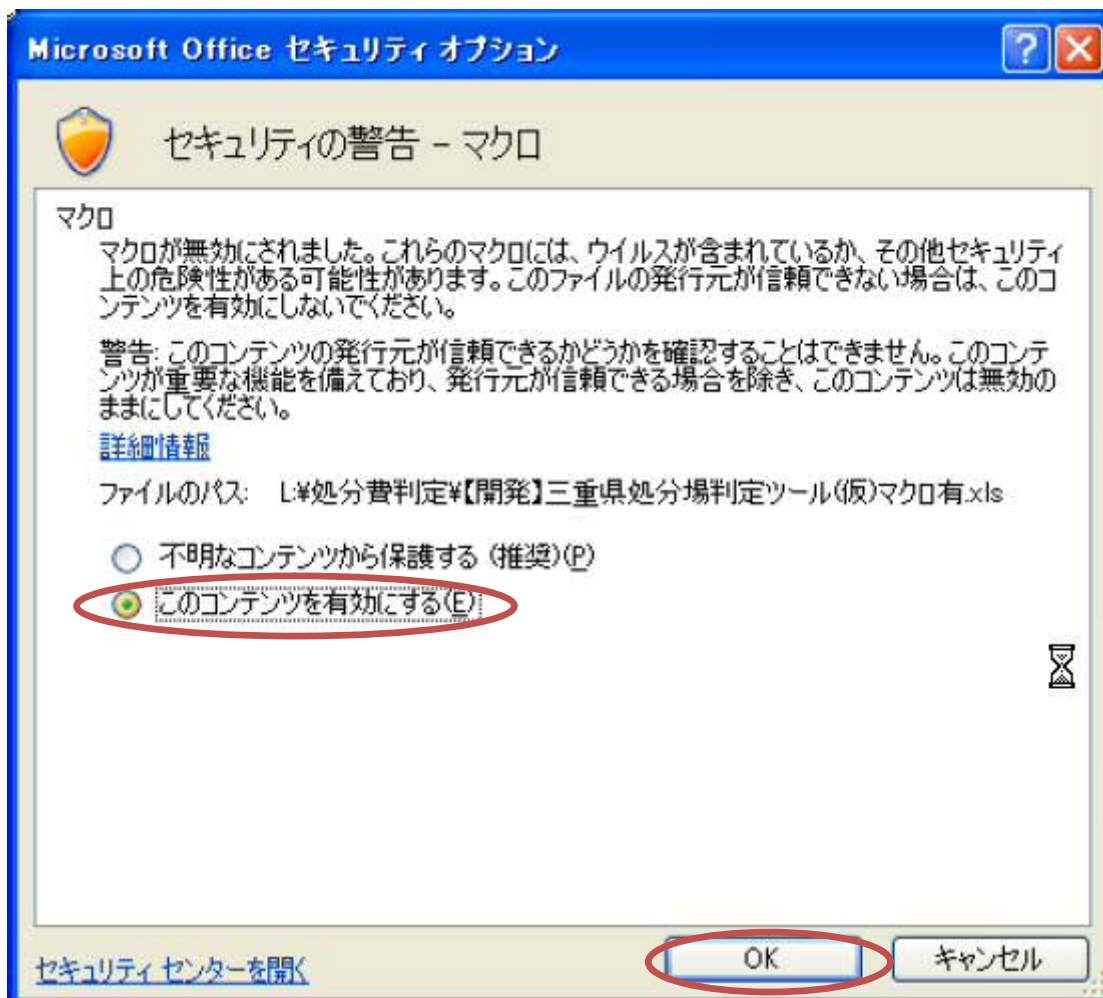 Microsoft Office セキュリティ オプション
セキュリティの警告 - マクロ
マクロ
マクロが無効にされました。これらのマクロには、ウイルスが含まれているか、その他セキュリティ
上の危険性がある可能性があります。このファイルの発行元が信頼できない場合は、このコ
ンテンツを有効にしないでください。
警告: このコンテンツの発行元が信頼できるかどうかを確認することはできません。このコンテ
ンツが重要な機能を備えており、発行元が信頼できる場合を除き、このコンテンツは無効の
ままにしてください。
詳細情報
ファイルのパス: L:¥処分費判定¥【開発】三重県処分場判定ツール(仮)マクロ有.xls
不明なコンテンツから保護する (推奨)(P)
このコンテンツを有効にする(E)
セキュリティ センターを開く
OK
キャンセル